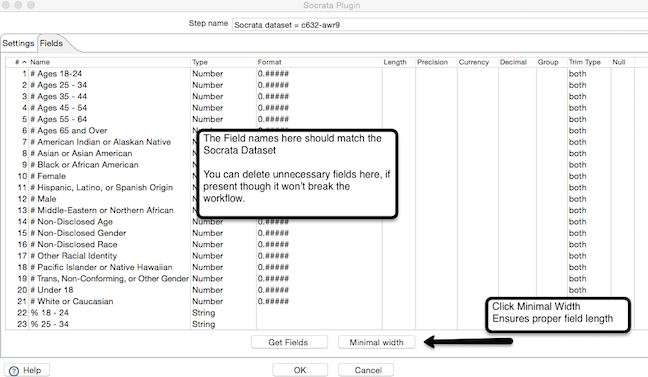 Socrata Plugin
Step name Socrata dataset = c632-awr9
Settings Fields
# Name Type Format Length Precision Currency Decimal Group Trim Type Null
1 # Ages 18-24 Number 0.##### both
2 # Ages 25 - 34 Number 0.##### both
3 # Ages 35 - 44 Number 0.##### both
4 # Ages 45 - 54 Number 0.##### both
5 # Ages 55 - 64 Number 0.##### both
6 # Ages 65 and Over both
7 # American Indian or Alaskan Native both
8 # Asian or Asian American both
9 # Black or African American both
10 # Female both
11 # Hispanic, Latino, or Spanish Origin both
12 # Male both
13 # Middle-Eastern or Northern African both
The Field names here should match the
Socrata Dataset
You can delete unnecessary fields here, if
present though it won't break the
workflow.
14 # Non-Disclosed Age Number 0.##### both
15 # Non-Disclosed Gender Number 0.##### both
16 # Non-Disclosed Race Number 0.##### both
17 # Other Racial Identity Number 0.##### both
18 # Pacific Islander or Native Hawaiian Number 0.##### both
19 # Trans, Non-Conforming, or Other Gender Number 0.##### both
20 # Under 18 Number 0.##### both
21 # White or Caucasian Number 0.##### both
22 % 18 - 24 String
23 % 25 - 34 String
Click Minimal Width
Ensures proper field length
Get Fields Minimal width
? Help OK Cancel